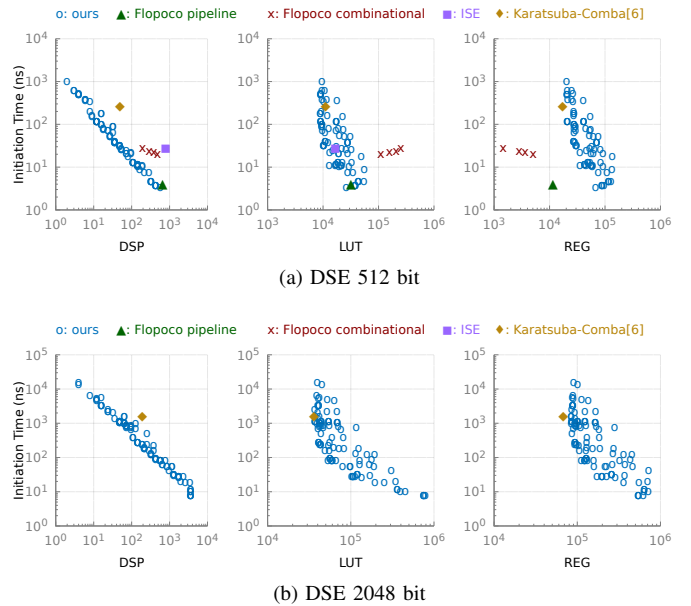 o: ours ▲: Flopoco pipeline x: Flopoco combinational ■: ISE ♦: Karatsuba-Comba[6]
Initiation Time (ns)
10⁴ 10³ 10² 10¹ 10⁰
10⁰ 10¹ 10² 10³ 10⁴
DSP
10⁴ 10³ 10² 10¹ 10⁰
10³ 10⁴ 10⁵ 10⁶
LUT
10⁴ 10³ 10² 10¹ 10⁰
10³ 10⁴ 10⁵ 10⁶
REG
(a) DSE 512 bit
o: ours ▲: Flopoco pipeline x: Flopoco combinational ■: ISE ♦: Karatsuba-Comba[6]
Initiation Time (ns)
10⁵ 10⁴ 10³ 10² 10¹ 10⁰
10⁰ 10¹ 10² 10³ 10⁴
DSP
10⁵ 10⁴ 10³ 10² 10¹ 10⁰
10⁴ 10⁵ 10⁶
LUT
10⁵ 10⁴ 10³ 10² 10¹ 10⁰
10⁴ 10⁵ 10⁶
REG
(b) DSE 2048 bit